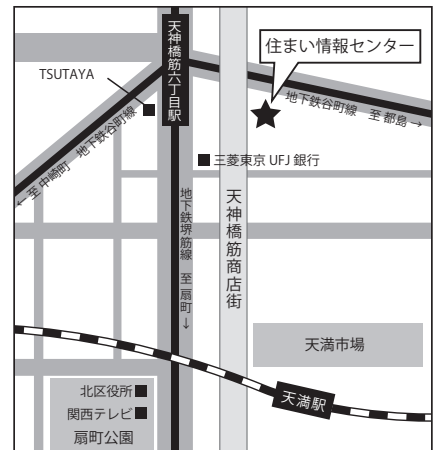 天神橋筋六丁目駅
住まい情報センター
TSUTAYA
地下鉄谷町線 至 都島 →
← 至 中崎町 地下鉄谷町線
三菱東京 UFJ 銀行
地下鉄堺筋線 至 扇町 →
天神橋筋商店街
天満市場
北区役所
関西テレビ
扇町公園
天満駅